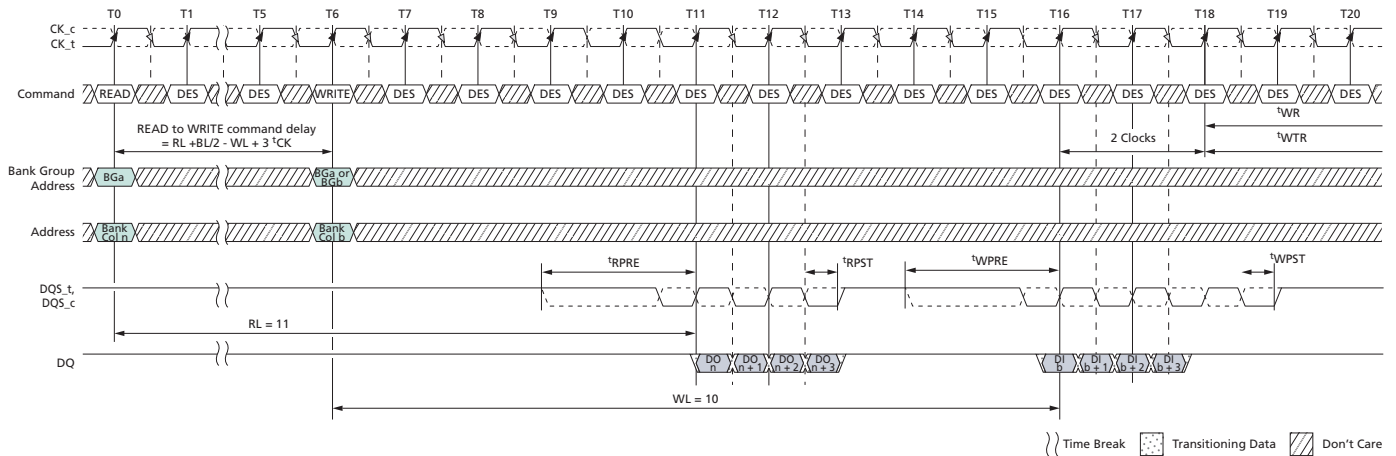 T0 T1 T5 T6 T7 T8 T9 T10 T11 T12 T13 T14 T15 T16 T17 T18 T19 T20
CK_c
CK_t
Command READ DES DES WRITE DES DES DES DES DES DES DES DES DES DES DES DES DES DES
tWR
READ to WRITE command delay
= RL +BL/2 - WL + 3 tCK
2 Clocks
tWTR
Bank Group
Address
BGa
BGa or
BGb
Address
Bank
Col n
Bank
Col b
tRPRE tRPST tWPRE tWPST
DQS_t,
DQS_c
RL = 11
DQ
DO
n
DO
n + 1
DO
n + 2
DO
n + 3
DI
b
DI
b + 1
DI
b + 2
DI
b + 3
WL = 10
Time Break Transitioning Data Don't Care